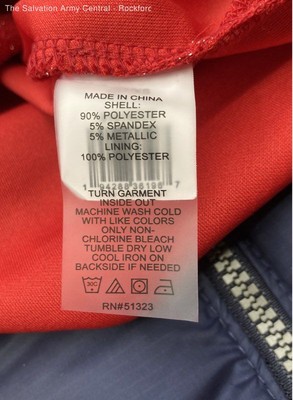 The Salvation Army Central - Rockford
MADE IN CHINA
SHELL:
90% POLYESTER
5% SPANDEX
5% METALLIC
LINING:
100% POLYESTER
TURN GARMENT
INSIDE OUT
MACHINE WASH COLD
WITH LIKE COLORS
ONLY NON-
CHLORINE BLEACH
TUMBLE DRY LOW
COOL IRON ON
BACKSIDE IF NEEDED
30C
RN#51323